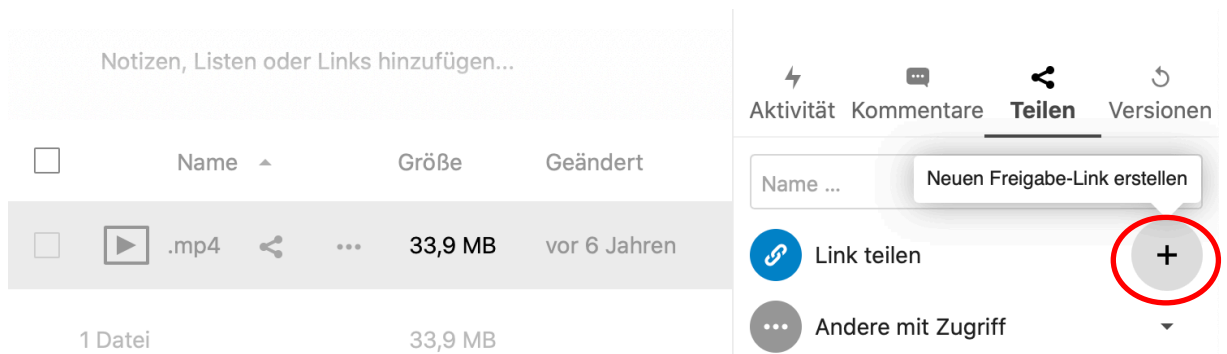 Notizen, Listen oder Links hinzufügen...
Aktivität Kommentare Teilen Versionen
Name Größe Geändert
Name ... Neuen Freigabe-Link erstellen
.mp4 33,9 MB vor 6 Jahren
Link teilen
Andere mit Zugriff
1 Datei 33,9 MB